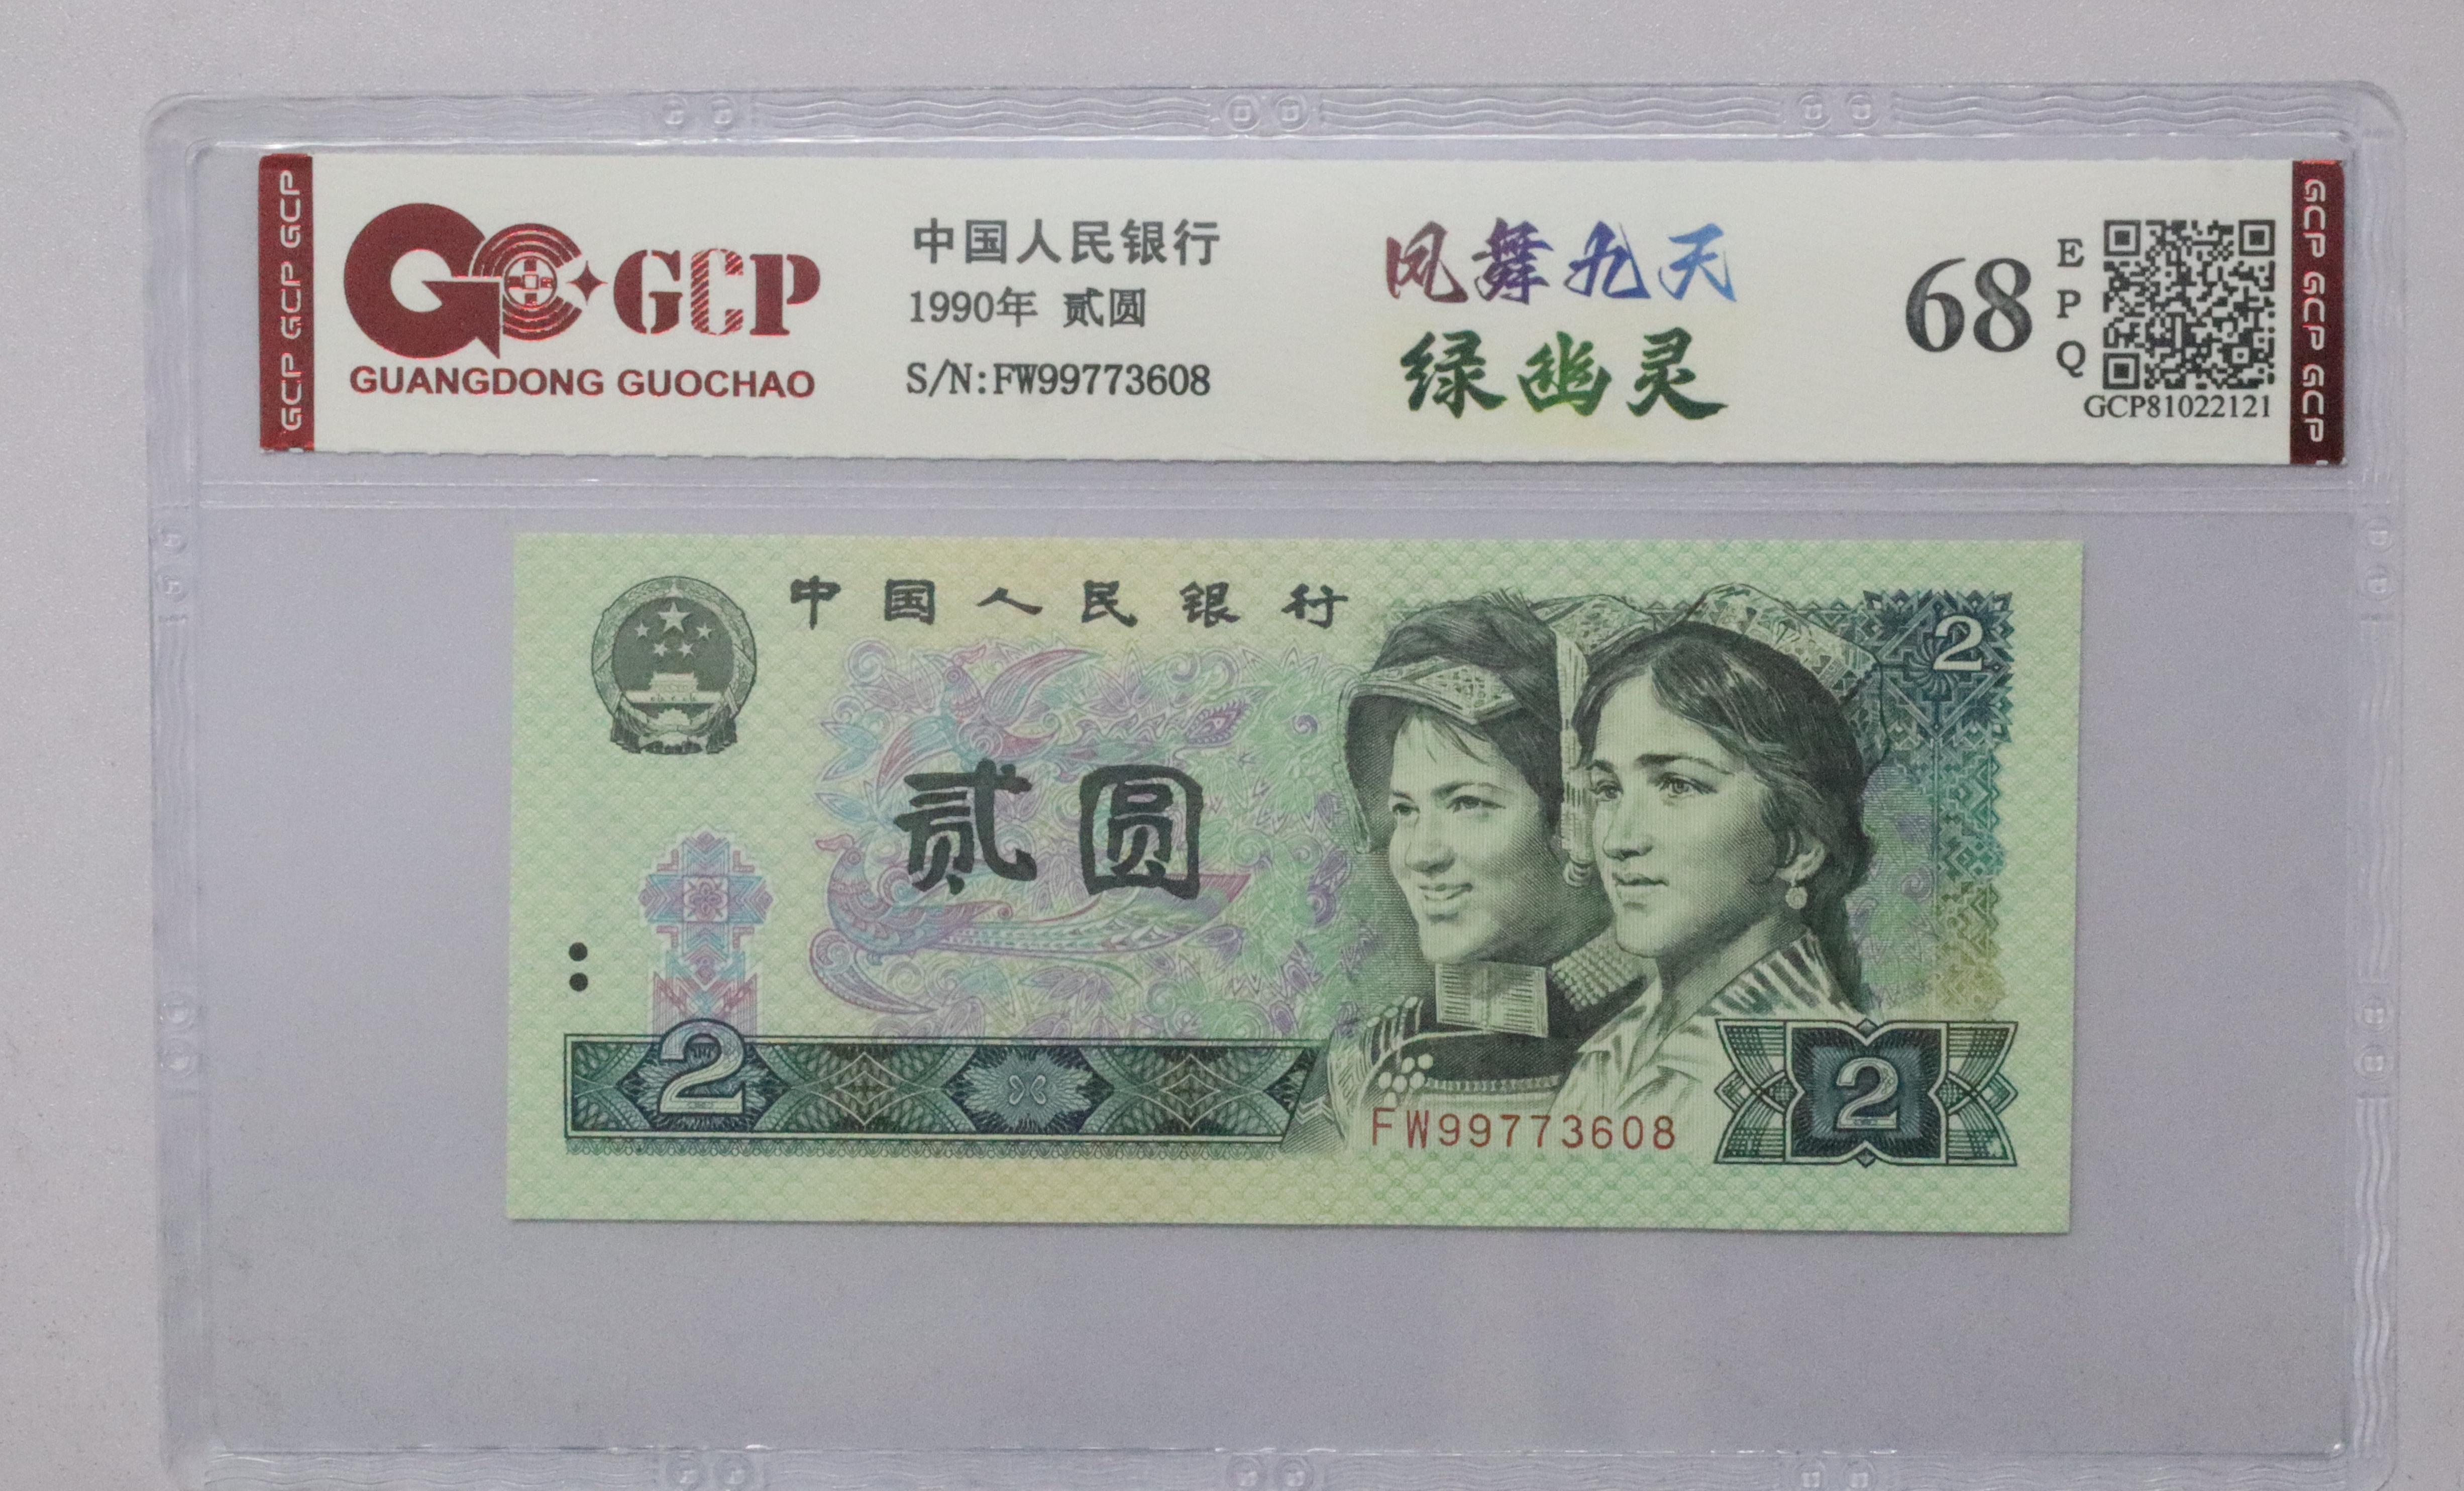 GCP GCP GCP
GCP
GUANGDONG GUOCHAO
中国人民银行
1990年 贰圆
S/N:FW99773608
凤舞九天
绿幽灵
68
EPQ
GCP81022121
GCP GCP GCP
中国人民银行
2
贰圆
2
FW99773608
2